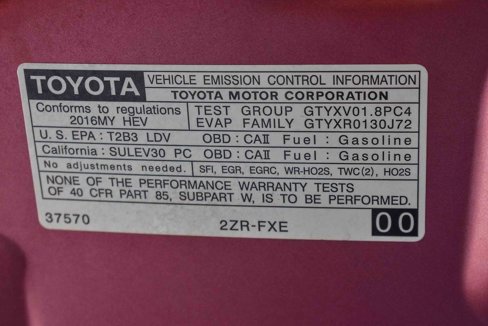 TOYOTA VEHICLE EMISSION CONTROL INFORMATION
TOYOTA MOTOR CORPORATION
Conforms to regulations
2016MY HEV
TEST GROUP GTYXV01.8PC4
EVAP FAMILY GTYXR0130J72
U.S. EPA : T2B3 LDV OBD : CAII Fuel : Gasoline
California : SULEV30 PC OBD : CAII Fuel : Gasoline
No adjustments needed. SFI, EGR, EGRC, WR-HO2S, TWC(2), HO2S
NONE OF THE PERFORMANCE WARRANTY TESTS
OF 40 CFR PART 85, SUBPART W, IS TO BE PERFORMED.
37570 2ZR-FXE 00